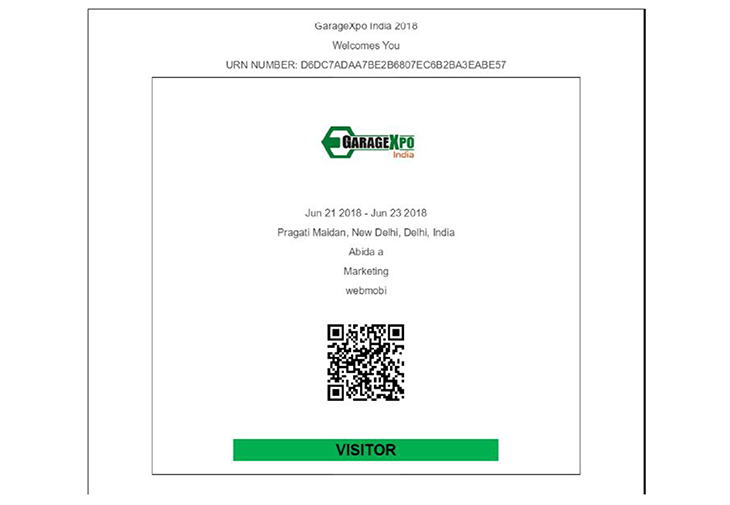 GarageXpo India 2018
Welcomes You
URN NUMBER: D6DC7ADAA7BE2B6807EC6B2BA3EABE57
GARAGEXPO
India
Jun 21 2018 - Jun 23 2018
Pragati Maidan, New Delhi, Delhi, India
Abida a
Marketing
webmobi
VISITOR